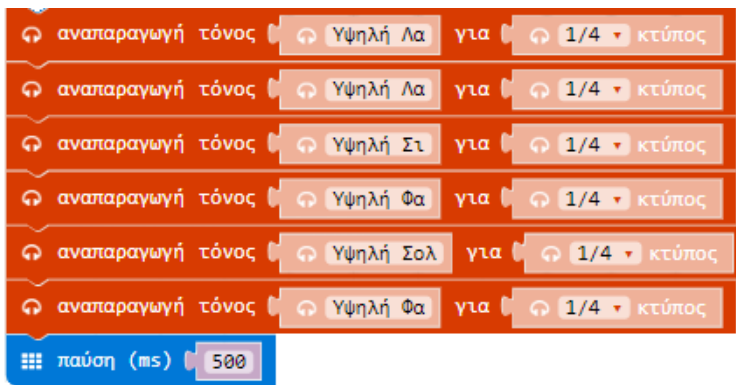 αναπαραγωγή τόνος Υψηλή Λα για 1/4 κτύπος
αναπαραγωγή τόνος Υψηλή Λα για 1/4 κτύπος
αναπαραγωγή τόνος Υψηλή Σι για 1/4 κτύπος
αναπαραγωγή τόνος Υψηλή Φα για 1/4 κτύπος
αναπαραγωγή τόνος Υψηλή Σολ για 1/4 κτύπος
αναπαραγωγή τόνος Υψηλή Φα για 1/4 κτύπος
παύση (ms) 500